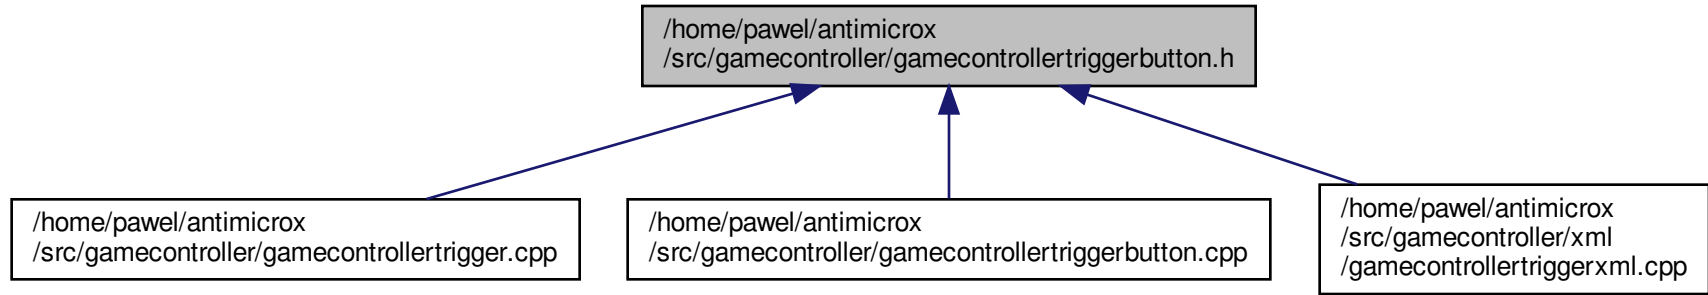 /home/pawel/antimicrox
/src/gamecontroller/gamecontrollertriggerbutton.h
/home/pawel/antimicrox
/src/gamecontroller/gamecontrollertrigger.cpp
/home/pawel/antimicrox
/src/gamecontroller/gamecontrollertriggerbutton.cpp
/home/pawel/antimicrox
/src/gamecontroller/xml
/gamecontrollertriggerxml.cpp